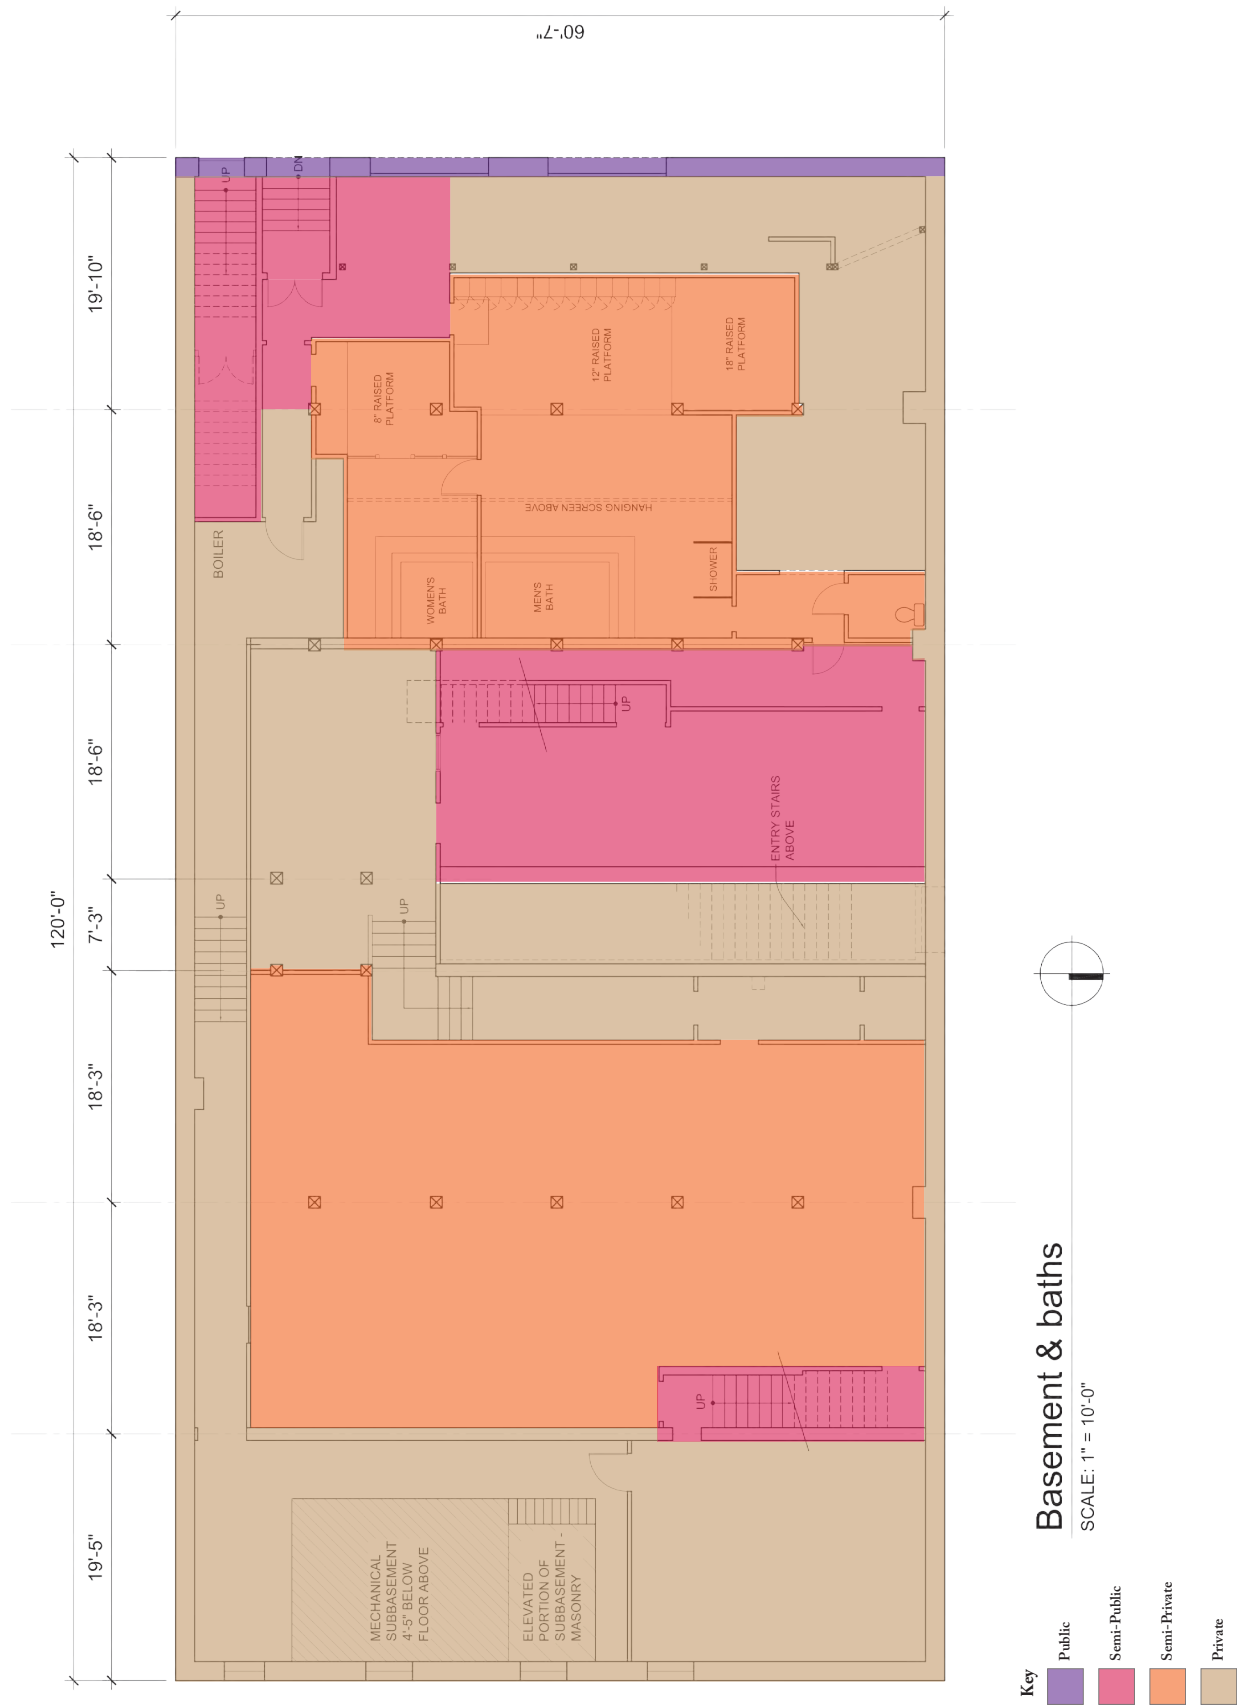 60'-7"
120'-0"
19'-10"
18'-6"
18'-6"
7'-3"
18'-3"
18'-3"
19'-5"
UP
DN
8" RAISED
PLATFORM
12" RAISED
PLATFORM
18" RAISED
PLATFORM
HANGING SCREEN ABOVE
BOILER
WOMEN'S
BATH
MEN'S
BATH
SHOWER
UP
ENTRY STAIRS
ABOVE
UP
UP
UP
MECHANICAL
SUBBASEMENT
4'-5" BELOW
FLOOR ABOVE
ELEVATED
PORTION OF
SUBBASEMENT -
MASONRY
Basement & baths
SCALE: 1" = 10'-0"
Key
Public
Semi-Public
Semi-Private
Private